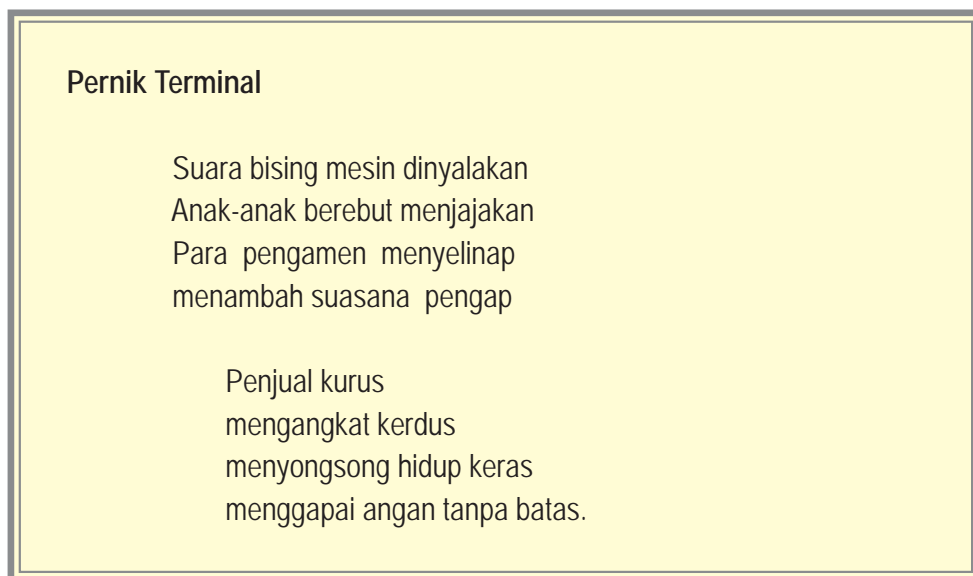 Pernik Terminal
Suara bising mesin dinyalakan
Anak-anak berebut menjajakan
Para pengamen menyelinap
menambah suasana pengap
Penjual kurus
mengangkat kerdus
menyongsong hidup keras
menggapai angan tanpa batas.